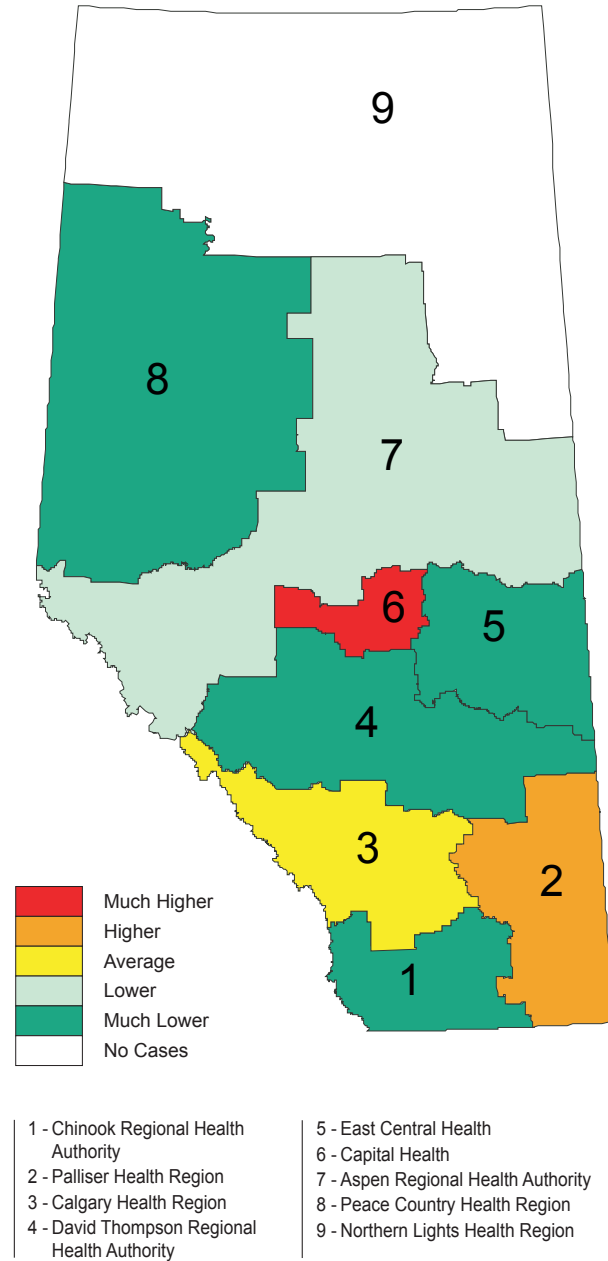 9
8
7
6
5
4
3
2
1
Much Higher
Higher
Average
Lower
Much Lower
No Cases
1 - Chinook Regional Health
Authority
2 - Palliser Health Region
3 - Calgary Health Region
4 - David Thompson Regional
Health Authority
5 - East Central Health
6 - Capital Health
7 - Aspen Regional Health Authority
8 - Peace Country Health Region
9 - Northern Lights Health Region